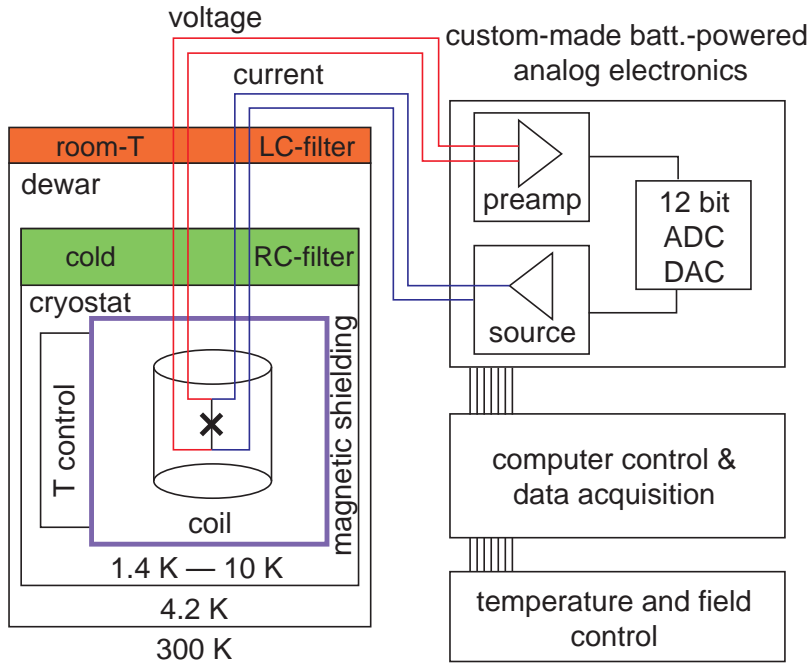 voltage
current
room-T
LC-filter
dewar
cold
RC-filter
cryostat
T control
magnetic shielding
coil
1.4 K — 10 K
4.2 K
300 K
custom-made batt.-powered
analog electronics
preamp
12 bit
ADC
DAC
source
computer control &
data acquisition
temperature and field
control